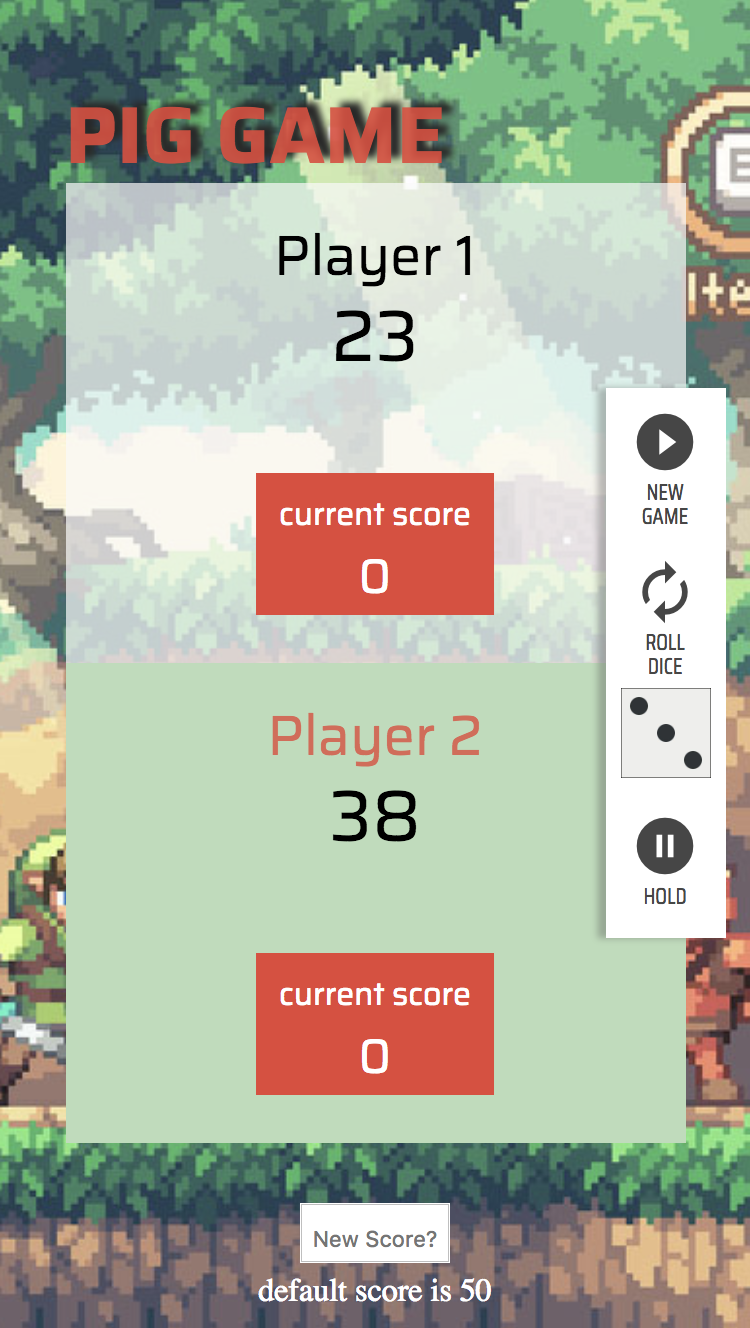 PIG GAME
Player 1
23
current score
0
NEW
GAME
ROLL
DICE
HOLD
Player 2
38
current score
0
New Score?
default score is 50